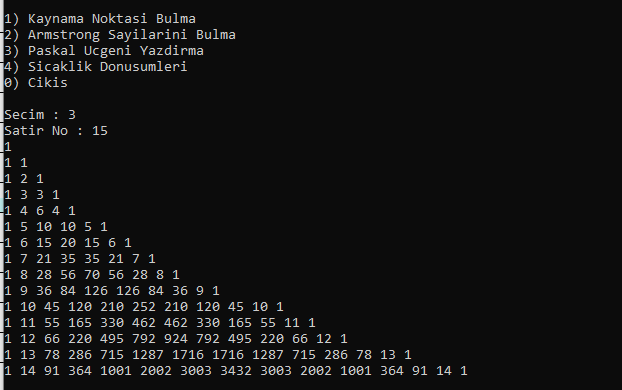 1) Kaynama Noktasi Bulma
2) Armstrong Sayilarini Bulma
3) Paskal Ucgeni Yazdirma
4) Sicaklik Donusumleri
0) Cikis
Secim : 3
Satir No : 15
1
1 1
1 2 1
1 3 3 1
1 4 6 4 1
1 5 10 10 5 1
1 6 15 20 15 6 1
1 7 21 35 35 21 7 1
1 8 28 56 70 56 28 8 1
1 9 36 84 126 126 84 36 9 1
1 10 45 120 210 252 210 120 45 10 1
1 11 55 165 330 462 462 330 165 55 11 1
1 12 66 220 495 792 924 792 495 220 66 12 1
1 13 78 286 715 1287 1716 1716 1287 715 286 78 13 1
1 14 91 364 1001 2002 3003 3432 3003 2002 1001 364 91 14 1